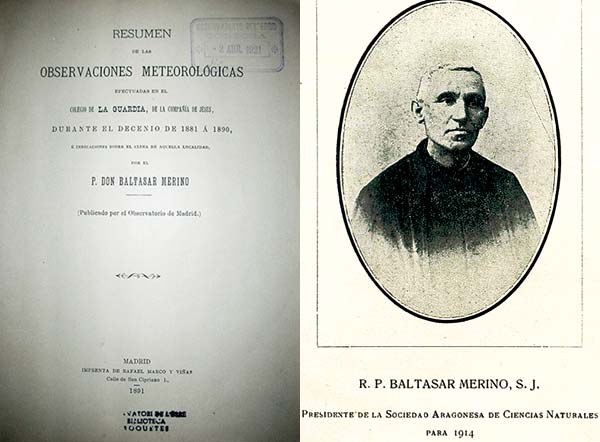 RESUMEN
DE LAS
OBSERVACIONES METEOROLÓGICAS
EFECTUADAS EN EL
COLEGIO DE LA GUARDIA, DE LA COMPAÑÍA DE JESÚS,
DURANTE EL DECENIO DE 1881 Á 1890,
É INDICACIONES SOBRE EL CLIMA DE AQUELLA LOCALIDAD,
POR EL
P. DON BALTASAR MERINO
(Publicado por el Observatorio de Madrid.)
MADRID
IMPRENTA DE RAFAEL MARCO Y VIÑAS
Calle de San Cipriano 1.
1891
BIBLIOTECA
R. P. BALTASAR MERINO, S. J.
PRESIDENTE DE LA SOCIEDAD ARAGONESA DE CIENCIAS NATURALES
PARA 1914